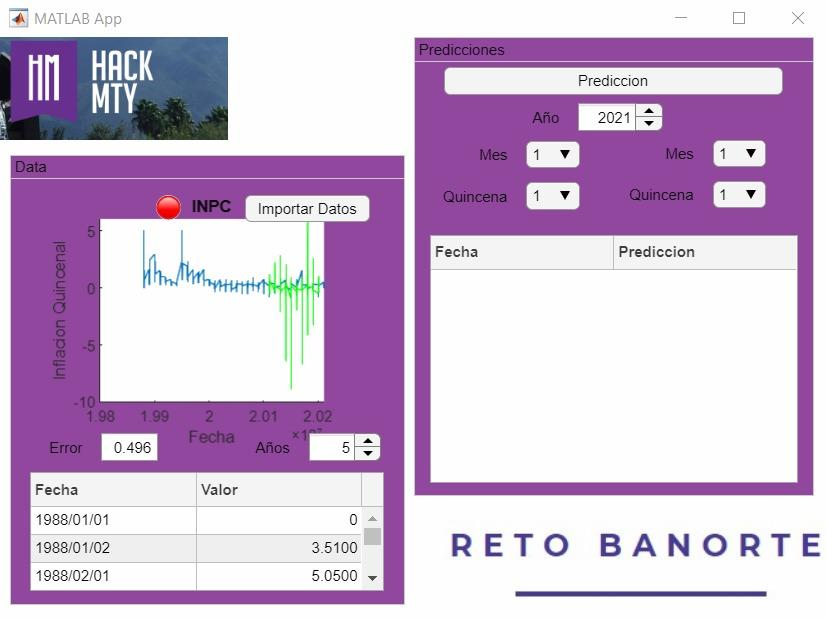 MATLAB App
HM
HACK
MTY
Data
INPC
Importar Datos
Inflacion Quincenal
5
0
-5
-10
1.98
1.99
2
2.01
2.02
Fecha
Error
0.496
Años
5
Fecha
Valor
1988/01/01
0
1988/01/02
3.5100
1988/02/01
5.0500
Predicciones
Prediccion
Año
2021
Mes
1
Mes
1
Quincena
1
Quincena
1
Fecha
Prediccion
RETO BANORTE